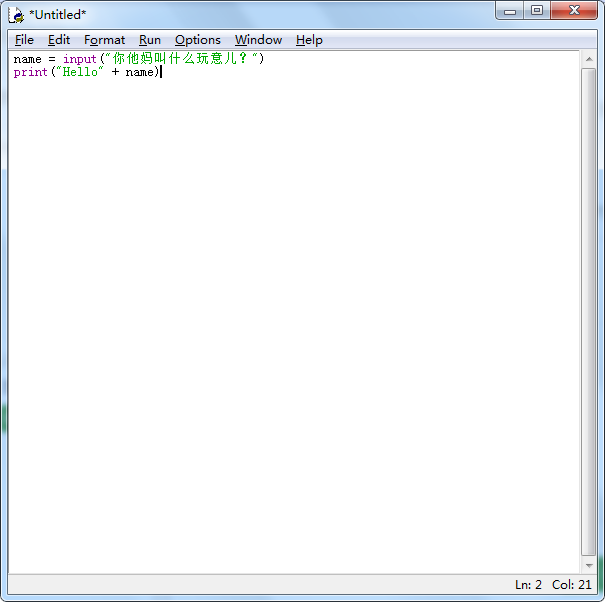 *Untitled*
File Edit Format Run Options Window Help
name = input("你他妈叫什么玩意儿？")
print("Hello" + name)
Ln: 2 Col: 21